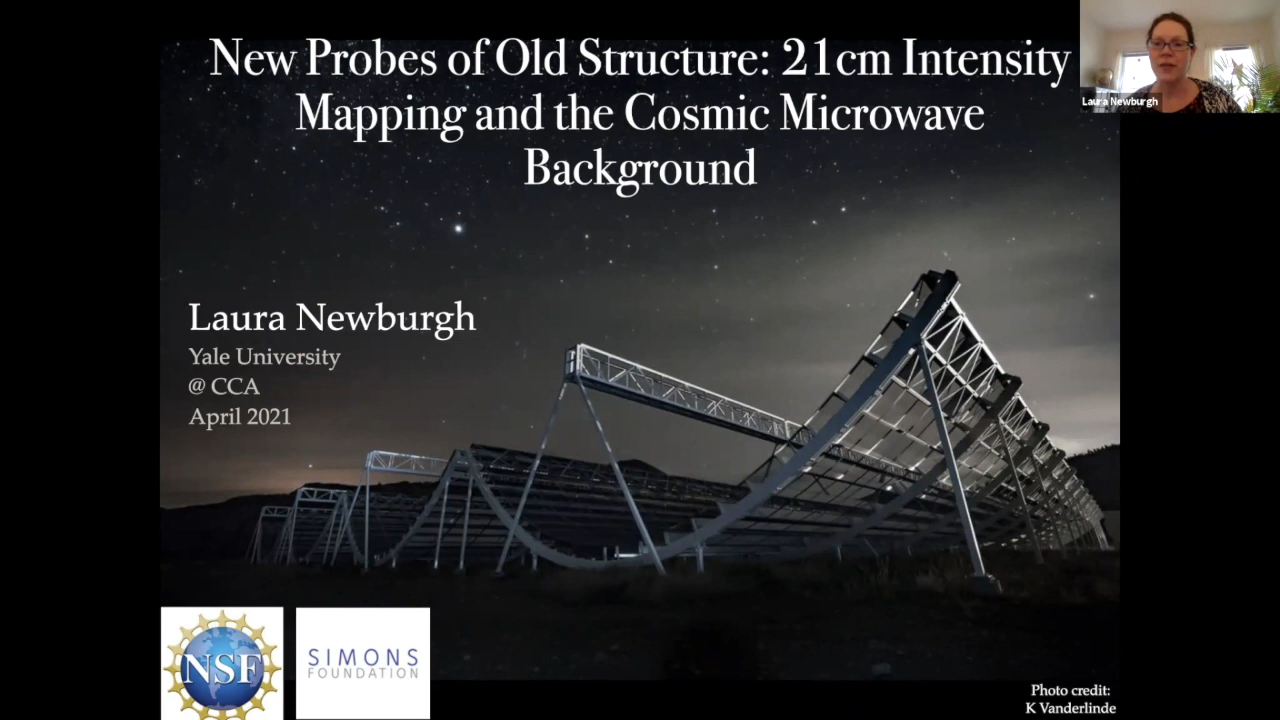 New Probes of Old Structure: 21cm Intensity
Mapping and the Cosmic Microwave
Background
Laura Newburgh
Laura Newburgh
Yale University
@ CCA
April 2021
NSF
SIMONS
FOUNDATION
Photo credit:
K Vanderlinde